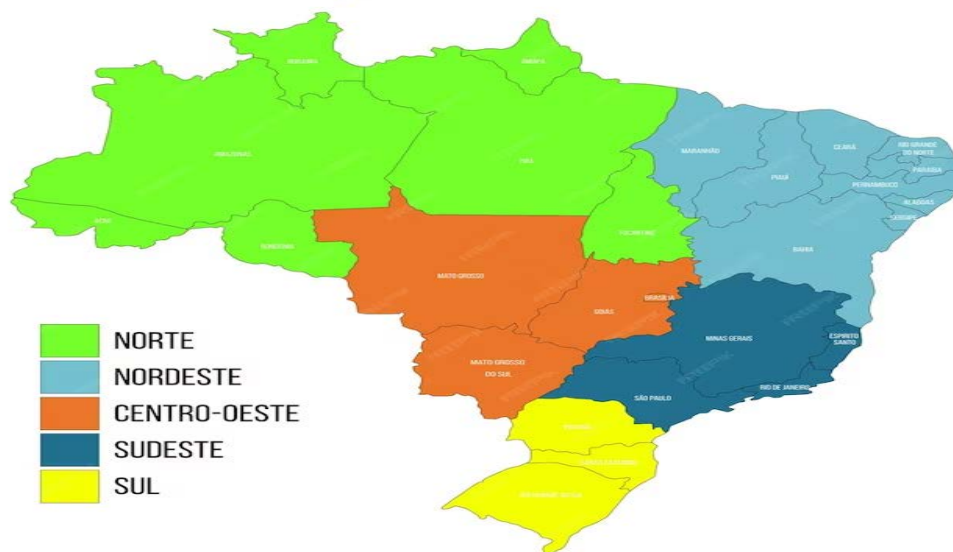 RORAIMA
AMAPÁ
AMAZONAS
PARÁ
ACRE
RONDÔNIA
TOCANTINS
MARANHÃO
PIAUÍ
CEARÁ
RIO GRANDE
DO NORTE
PARAÍBA
PERNAMBUCO
ALAGOAS
SERGIPE
BAHIA
MATO GROSSO
GOIÁS
BRASÍLIA
MATO GROSSO
DO SUL
MINAS GERAIS
ESPIRITO
SANTO
RIO DE JANEIRO
SÃO PAULO
PARANÁ
SANTA CATARINA
RIO GRANDE DO SUL
NORTE
NORDESTE
CENTRO-OESTE
SUDESTE
SUL